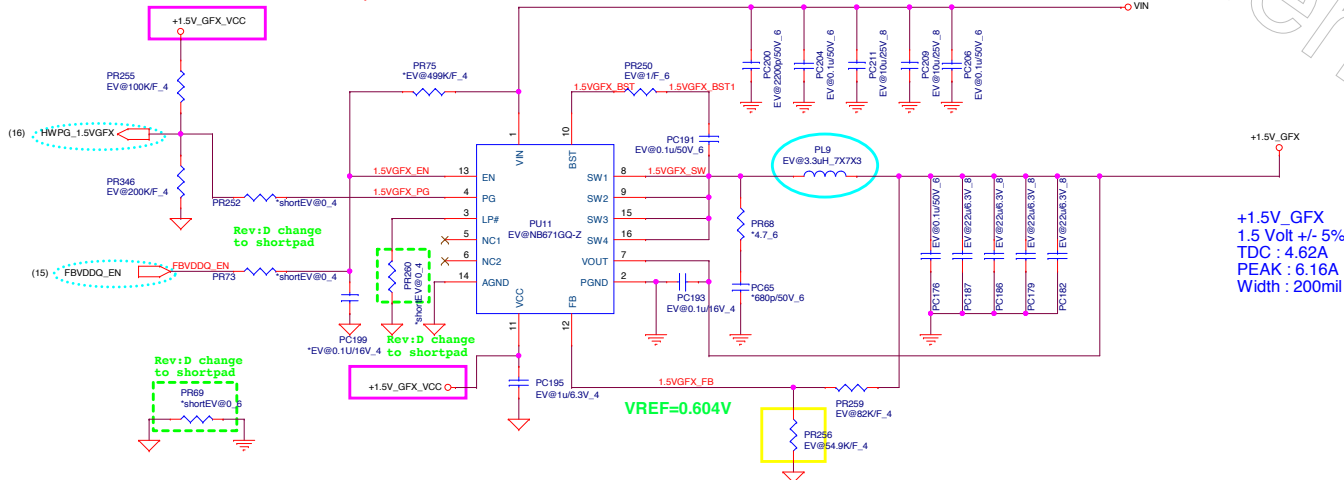 +1.5V_GFX_VCC
VIN
PR255
EV@100K/F_4
PR75
*EV@499K/F_4
PR250
EV@1/F_6
1.5VGFX_BST
1.5VGFX_BST1
PC200
EV@2200p/50V_6
PC204
EV@0.1u/50V_6
PC211
EV@10u/25V_8
PC209
EV@10u/25V_8
PC206
EV@0.1u/50V_6
(16)
HWPG_1.5VGFX
1
VIN
10
BST
PC191
EV@0.1u/50V_6
PL9
EV@3.3uH_7X7X3
+1.5V_GFX
PR346
EV@200K/F_4
PR252
*shortEV@0_4
1.5VGFX_EN
13
EN
1.5VGFX_PG
4
PG
3
LP#
5
NC1
6
NC2
14
AGND
PU11
EV@NB671GQ-Z
SW1
8
1.5VGFX_SW
SW2
9
SW3
15
SW4
16
VOUT
7
PGND
2
VCC
11
FB
12
Rev:D change
to shortpad
PR260
*shortEV@0_4
(15)
FBVDDQ_EN
FBVDDQ_EN
PR73
*shortEV@0_4
PC199
*EV@0.1U/16V_4
Rev:D change
to shortpad
PR68
*4.7_6
PC65
*680p/50V_6
PC193
EV@0.1u/16V_4
EV@0.1u/50V_6
PC176
EV@22u/6.3V_8
PC187
EV@22u/6.3V_8
PC186
EV@22u/6.3V_8
PC179
EV@22u/6.3V_8
PC182
+1.5V_GFX
1.5 Volt +/- 5%
TDC : 4.62A
PEAK : 6.16A
Width : 200mil
Rev:D change
to shortpad
PR69
*shortEV@0_6
+1.5V_GFX_VCC
PC195
EV@1u/6.3V_4
1.5VGFX_FB
VREF=0.604V
PR259
EV@82K/F_4
PR256
EV@54.9K/F_4